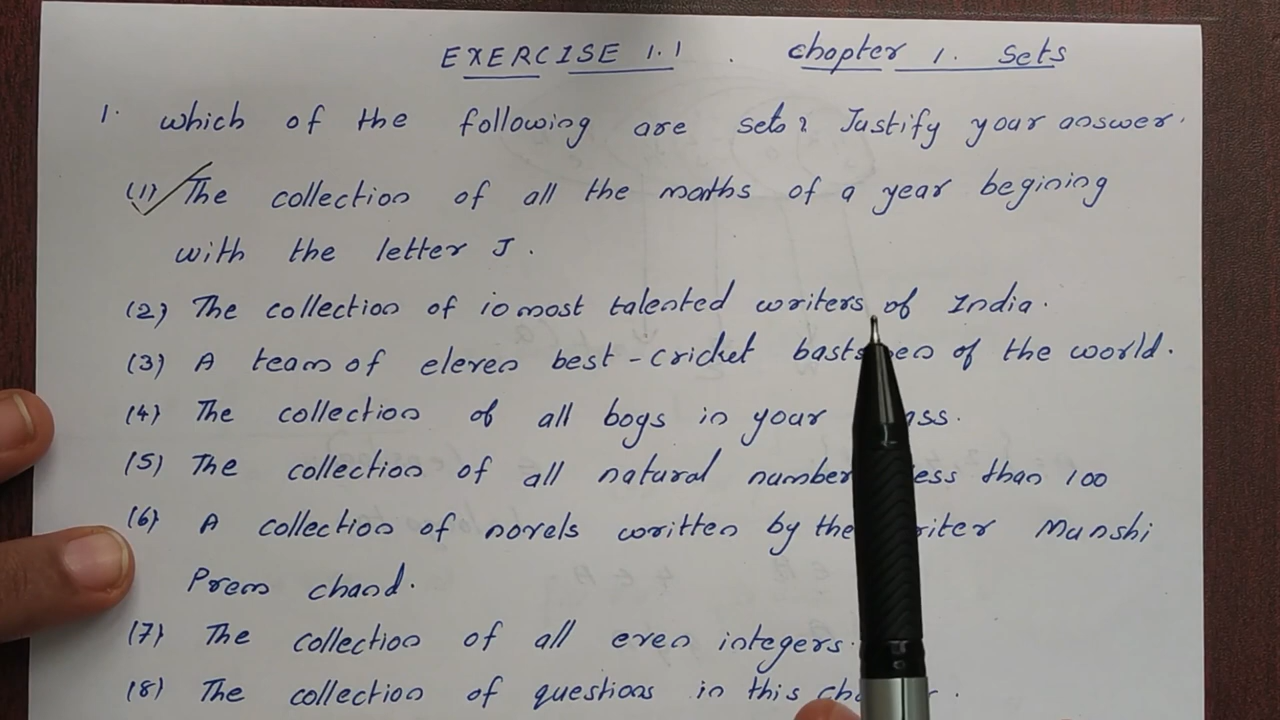 EXERCISE 1.1 . Chapter 1. Sets
1. which of the following are sets? Justify your answer.
(1) The collection of all the moths of a year begining
with the letter J.
(2) The collection of 10 most talented writers of India.
(3) A team of eleven best-cricket of the world.
(4) The collection of all boys in your
(5) The collection of all natural than 100
(6) A collection of novels written by the Munshi
Prem chand.
(7) The collection of all even integers.
(8) The collection of questions in this